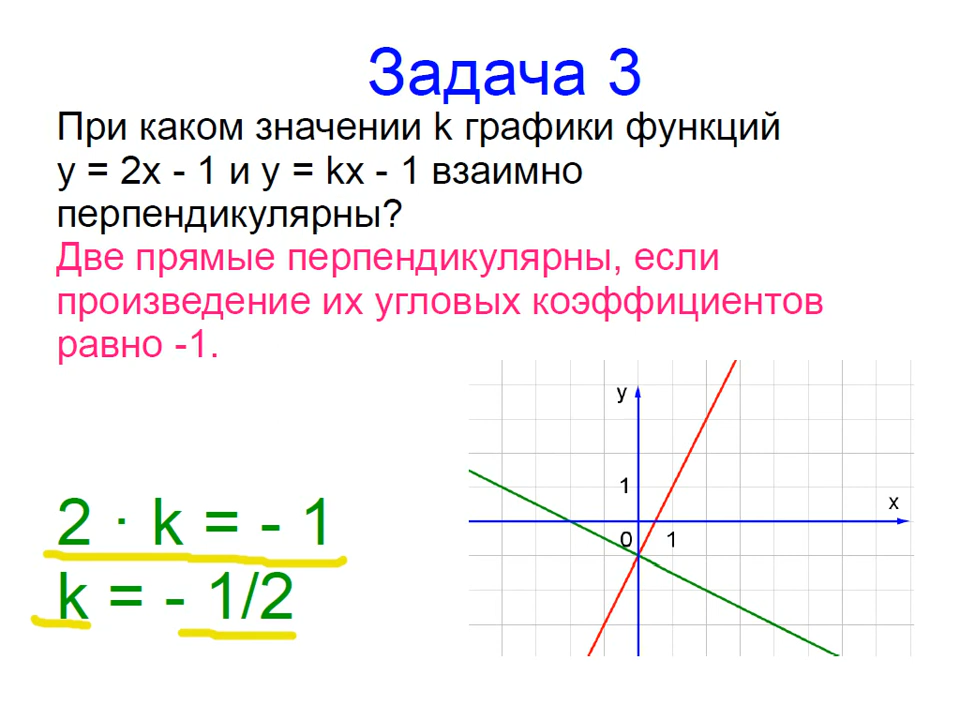 Задача 3
При каком значении k графики функций
y = 2x - 1 и y = kx - 1 взаимно
перпендикулярны?
Две прямые перпендикулярны, если
произведение их угловых коэффициентов
равно -1.
y
1
x
0
1
2 · k = - 1
k = - 1/2